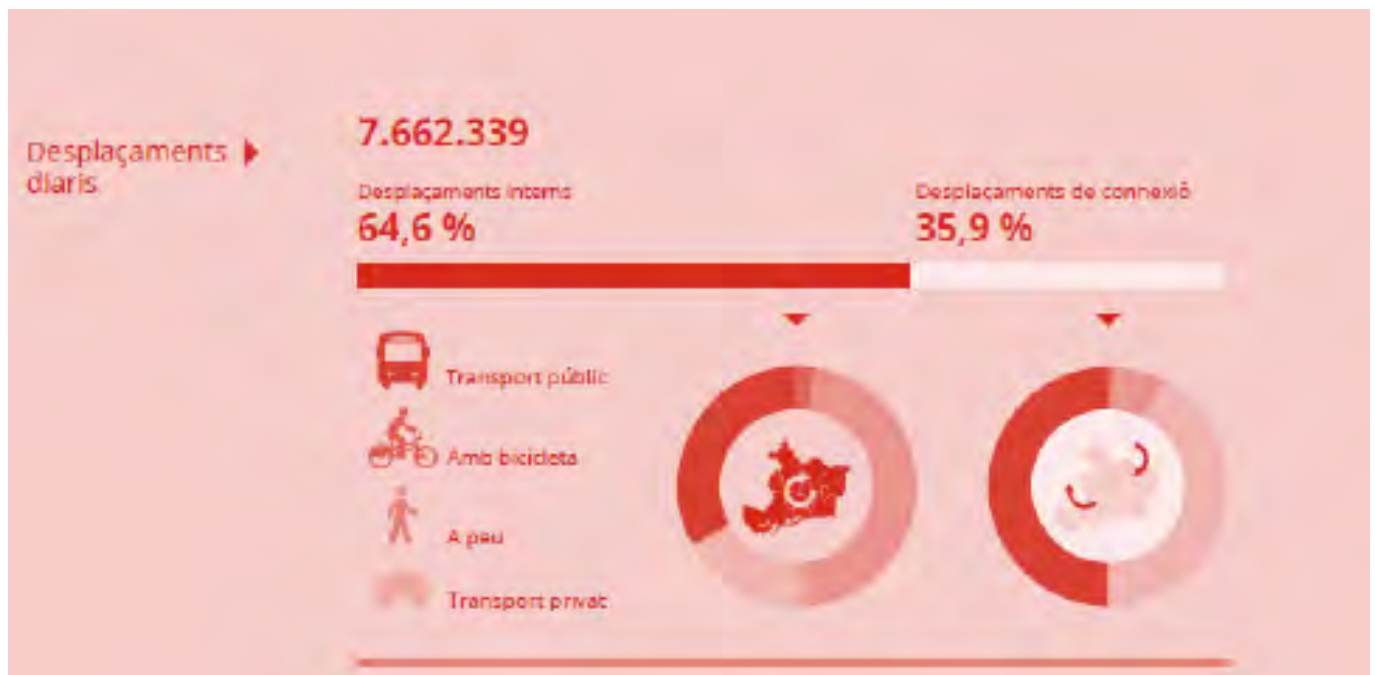 Desplaçaments
diaris
7.662.339
Desplaçaments interns
64,6 %
Desplaçaments de connexió
35,9 %
Transport públic
Amb bicicleta
A peu
Transport privat